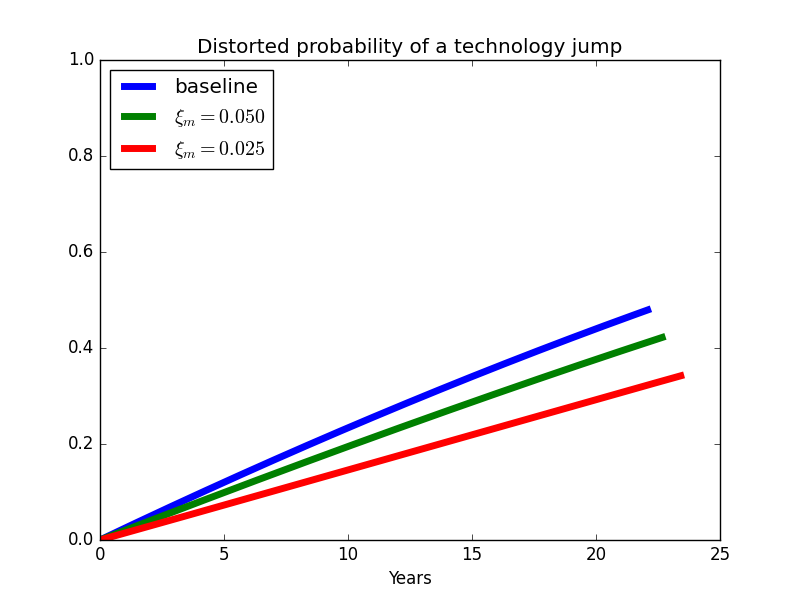 Distorted probability of a technology jump
baseline
ξm = 0.050
ξm = 0.025
1.0
0.8
0.6
0.4
0.2
0.0
0 5 10 15 20 25
Years